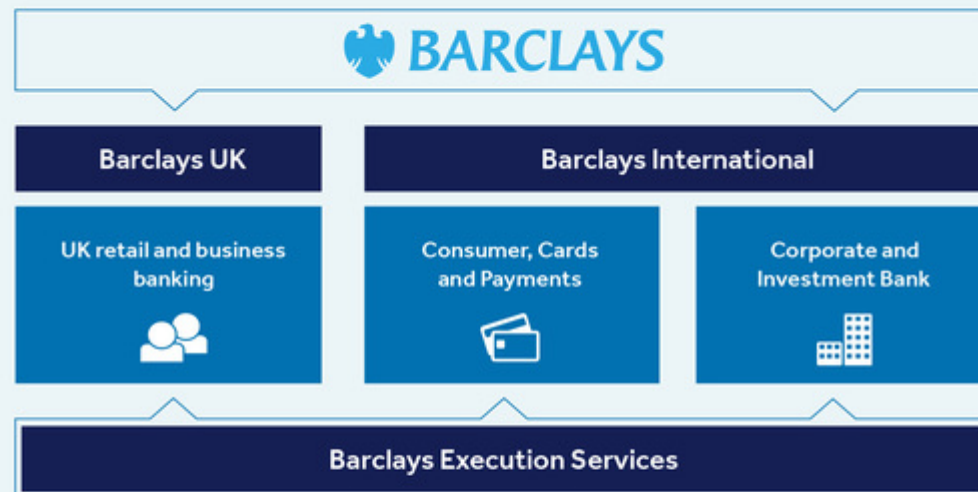 BARCLAYS
Barclays UK
Barclays International
UK retail and business
banking
Consumer, Cards
and Payments
Corporate and
Investment Bank
Barclays Execution Services